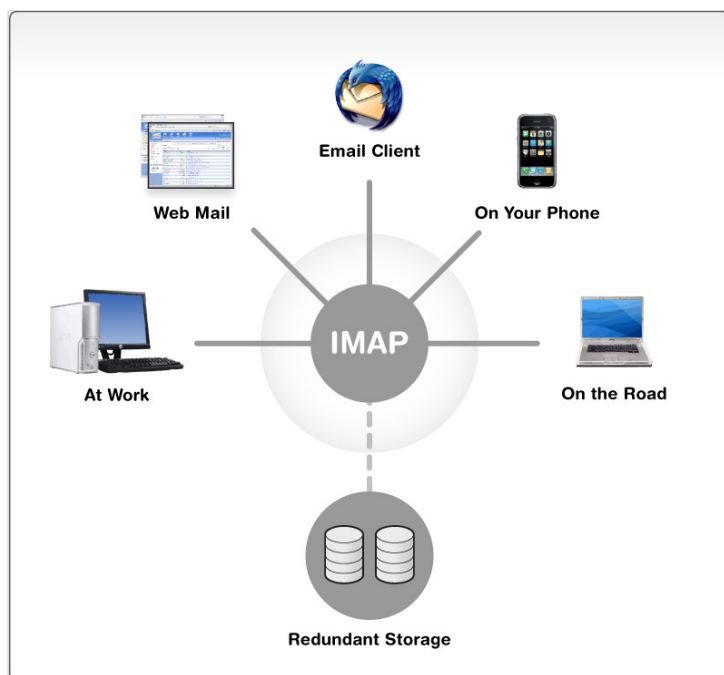 Email Client
Web Mail
On Your Phone
IMAP
At Work
On the Road
Redundant Storage